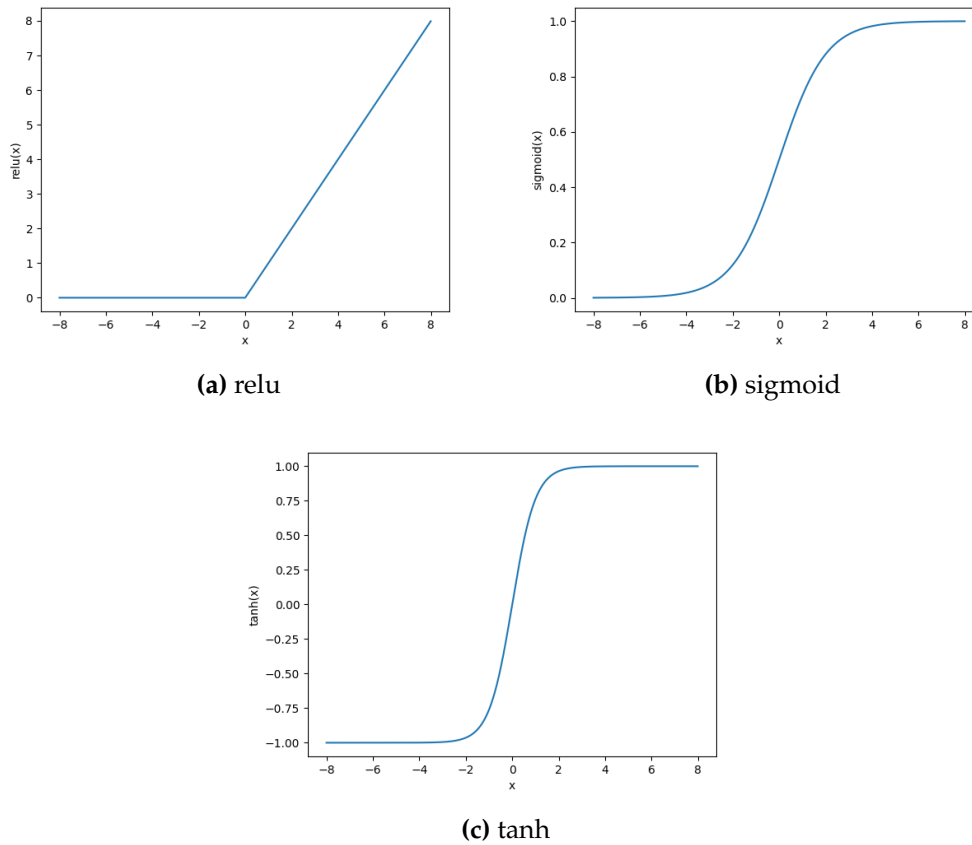 8
7
6
5
4
3
2
1
0
relu(x)
−8 −6 −4 −2 0 2 4 6 8
x
(a) relu
1.0
0.8
0.6
0.4
0.2
0.0
sigmoid(x)
−8 −6 −4 −2 0 2 4 6 8
x
(b) sigmoid
1.00
0.75
0.50
0.25
0.00
−0.25
−0.50
−0.75
−1.00
tanh(x)
−8 −6 −4 −2 0 2 4 6 8
x
(c) tanh